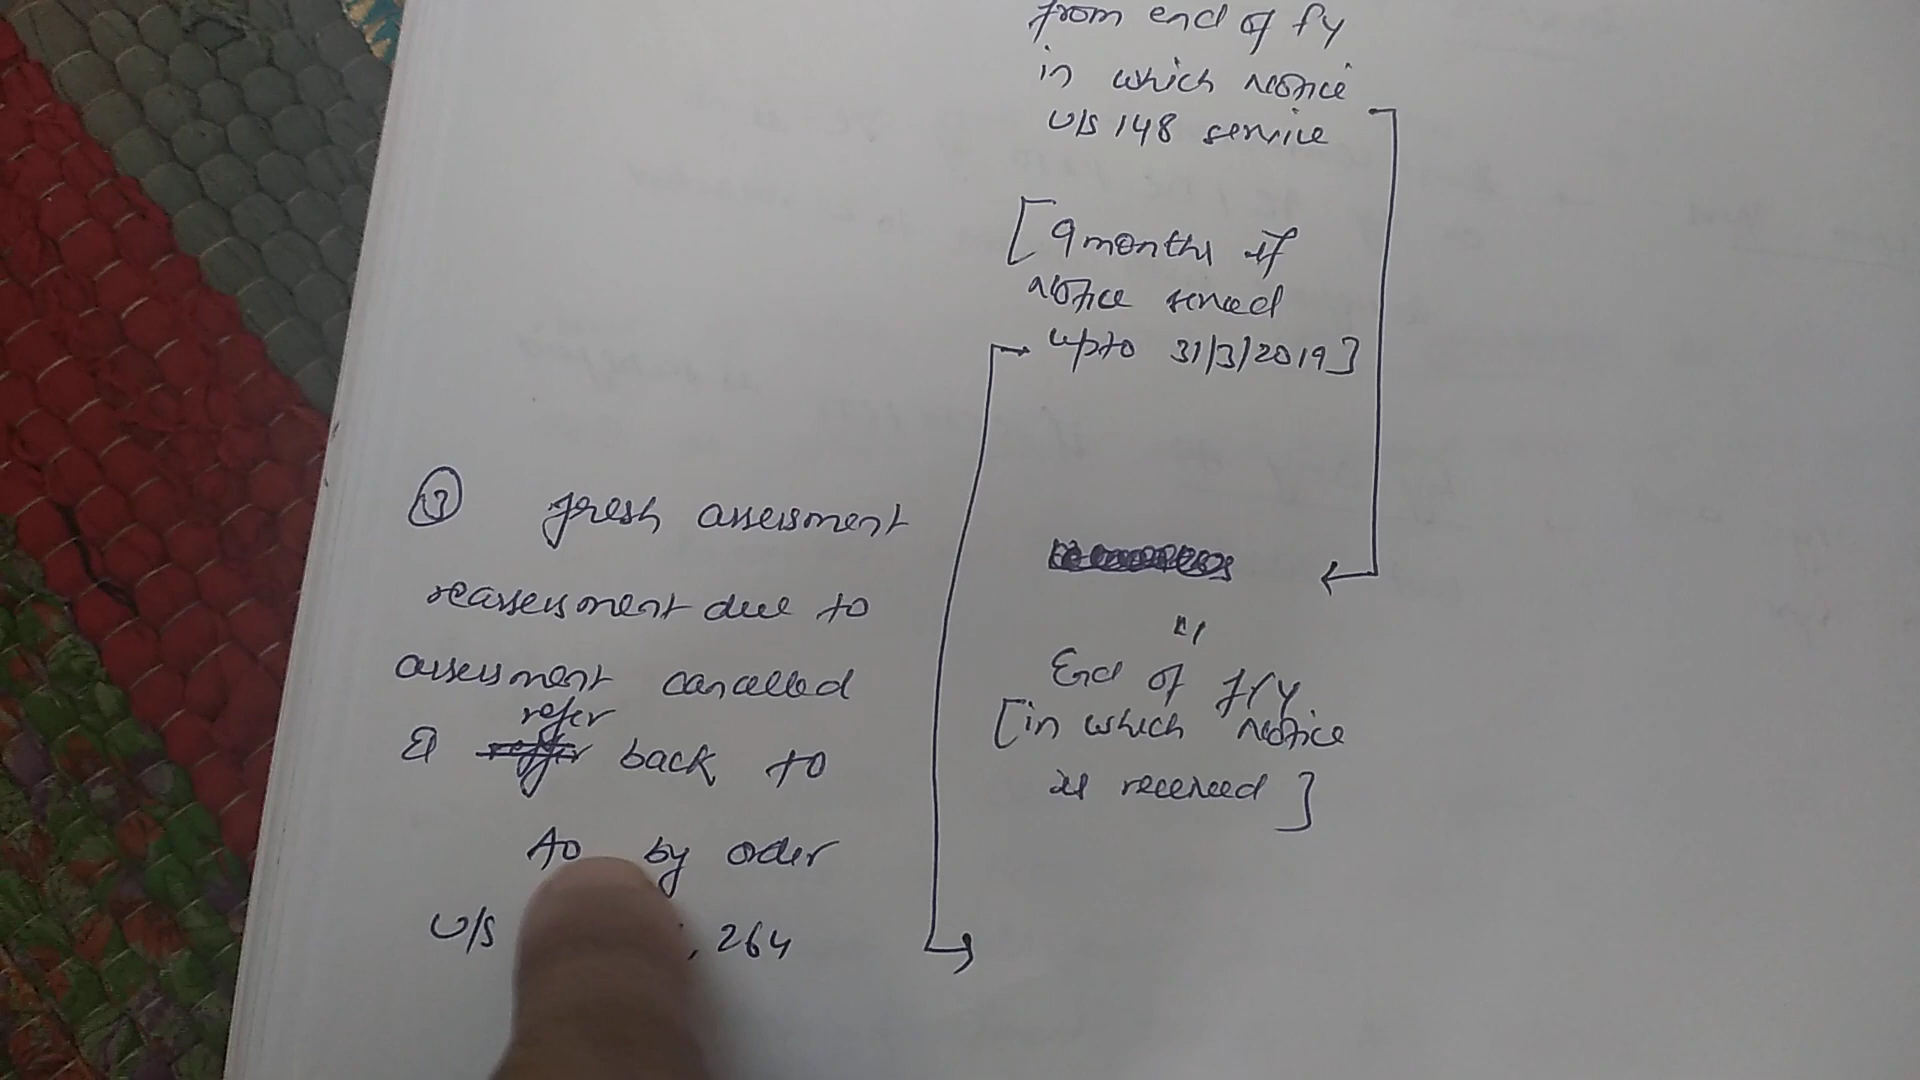 from end of fy
in which notice
u/s 148 service
[9 months if
notice served
upto 31/3/2019]
③ fresh assessment
reassessment due to
assessment cancelled
& refer back to
AO by oder
u/s , 264
"
End of f/y
[in which notice
is received]